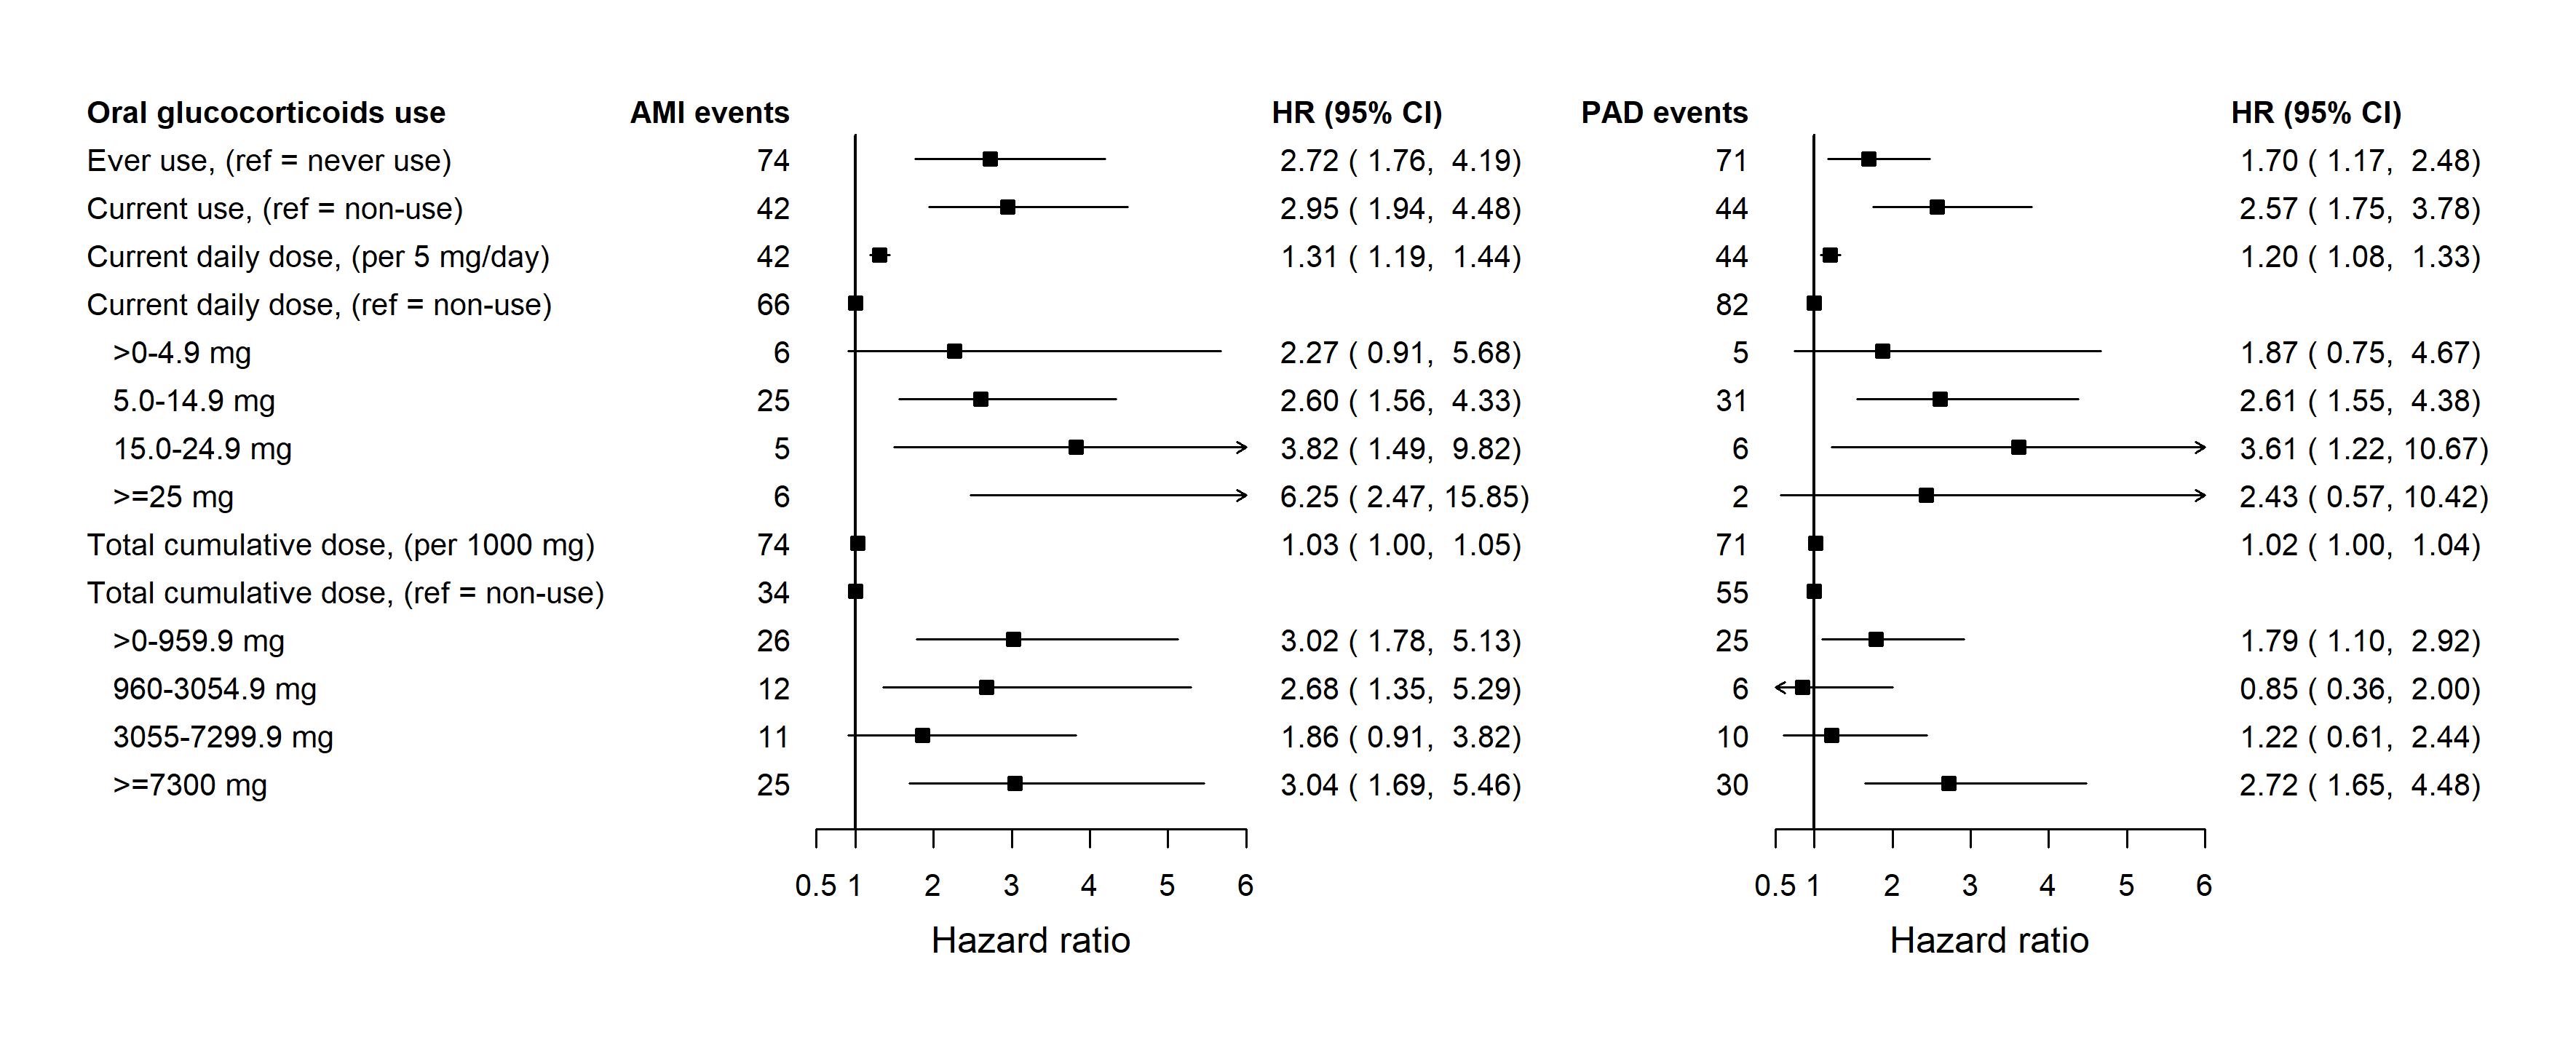 Oral glucocorticoids use AMI events HR (95% CI) PAD events HR (95% CI)
Ever use, (ref = never use) 74 2.72 ( 1.76, 4.19) 71 1.70 ( 1.17, 2.48)
Current use, (ref = non-use) 42 2.95 ( 1.94, 4.48) 44 2.57 ( 1.75, 3.78)
Current daily dose, (per 5 mg/day) 42 1.31 ( 1.19, 1.44) 44 1.20 ( 1.08, 1.33)
Current daily dose, (ref = non-use) 66 82
>0-4.9 mg 6 2.27 ( 0.91, 5.68) 5 1.87 ( 0.75, 4.67)
5.0-14.9 mg 25 2.60 ( 1.56, 4.33) 31 2.61 ( 1.55, 4.38)
15.0-24.9 mg 5 3.82 ( 1.49, 9.82) 6 3.61 ( 1.22, 10.67)
>=25 mg 6 6.25 ( 2.47, 15.85) 2 2.43 ( 0.57, 10.42)
Total cumulative dose, (per 1000 mg) 74 1.03 ( 1.00, 1.05) 71 1.02 ( 1.00, 1.04)
Total cumulative dose, (ref = non-use) 34 55
>0-959.9 mg 26 3.02 ( 1.78, 5.13) 25 1.79 ( 1.10, 2.92)
960-3054.9 mg 12 2.68 ( 1.35, 5.29) 6 0.85 ( 0.36, 2.00)
3055-7299.9 mg 11 1.86 ( 0.91, 3.82) 10 1.22 ( 0.61, 2.44)
>=7300 mg 25 3.04 ( 1.69, 5.46) 30 2.72 ( 1.65, 4.48)
0.5 1 2 3 4 5 6 0.5 1 2 3 4 5 6
Hazard ratio Hazard ratio